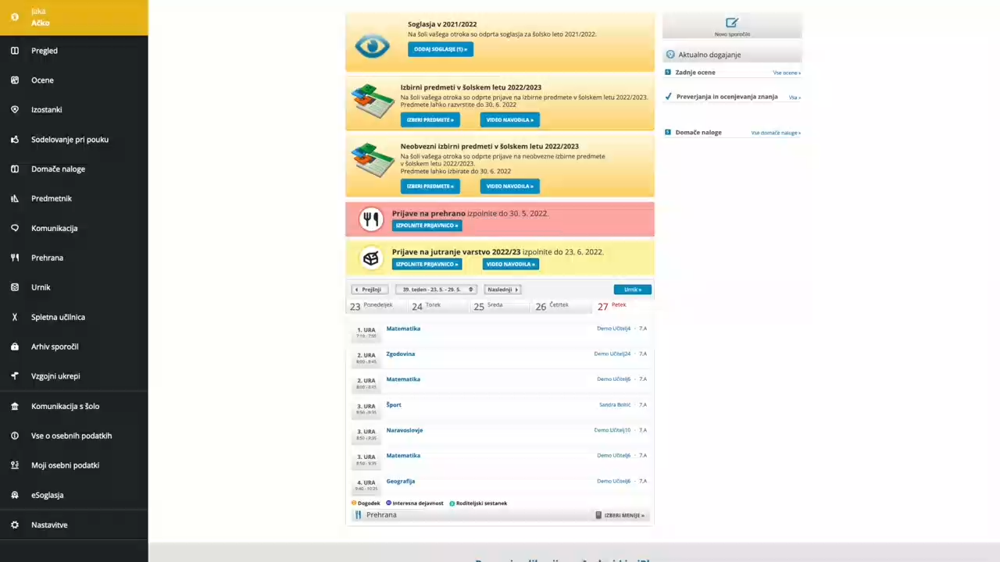 Jaka
Ačko
Pregled
Ocene
Izostanki
Sodelovanje pri pouku
Domače naloge
Predmetnik
Komunikacija
Prehrana
Urnik
Spletna učilnica
Arhiv sporočil
Vzgojni ukrepi
Komunikacija s šolo
Vse o osebnih podatkih
Moji osebni podatki
eSoglasja
Nastavitve
Soglasja v 2021/2022
Na šoli vašega otroka so odprta soglasja za šolsko leto 2021/2022.
ODDAJ SOGLASJE (1) »
Izbirni predmeti v šolskem letu 2022/2023
Na šoli vašega otroka so odprte prijave na izbirne predmete v šolskem letu 2022/2023.
Predmete lahko razvrstite do 30. 6. 2022
IZBERI PREDMETE » VIDEO NAVODILA »
Neobvezni izbirni predmeti v šolskem letu 2022/2023
Na šoli vašega otroka so odprte prijave na neobvezne izbirne predmete
v šolskem letu 2022/2023.
Predmete lahko izbirate do 30. 6. 2022
IZBERI PREDMETE » VIDEO NAVODILA »
Prijave na prehrano izpolnite do 30. 5. 2022.
IZPOLNITE PRIJAVNICO »
Prijave na jutranje varstvo 2022/23 izpolnite do 23. 6. 2022.
IZPOLNITE PRIJAVNICO » VIDEO NAVODILA »
Prejšnji 39. teden - 23. 5. - 29. 5. Naslednji Urnik »
23 Ponedeljek 24 Torek 25 Sreda 26 Četrtek 27 Petek
1. URA Matematika Demo Učitelj4 · 7.A
7:10 - 7:55
2. URA Zgodovina Demo Učitelj24 · 7.A
8:00 - 8:45
2. URA Matematika Demo Učitelj6 · 7.A
8:00 - 8:45
3. URA Šport Sandra · 7.A
8:50 - 9:35
3. URA Naravoslovje Demo Učitelj10 · 7.A
8:50 - 9:35
3. URA Matematika Demo Učitelj6 · 7.A
8:50 - 9:35
4. URA Geografija Demo Učitelj6 · 7.A
9:40 - 10:25
Dogodek Interesna dejavnost Roditeljski sestanek
Prehrana IZBERI MENIJE »
Novo sporočilo
Aktualno dogajanje
Zadnje ocene Vse ocene »
Preverjanja in ocenjevanja znanja Vsa »
Domače naloge Vse domače naloge »